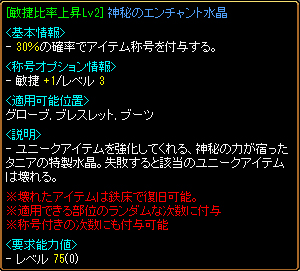 [敏捷比率上昇Lv2] 神秘のエンチャント水晶
<基本情報>
- 30%の確率でアイテム称号を付与する。
<称号オプション情報>
- 敏捷 +1/レベル 3
<適用可能位置>
グローブ, ブレスレット, ブーツ
<説明>
- ユニークアイテムを強化してくれる、神秘の力が宿った
タニアの特製水晶。失敗すると該当のユニークアイテム
は壊れる。
※壊れたアイテムは鉄床で復旧可能。
※適用できる部位のランダムな次数に付与
※称号付きの次数にも付与可能
<要求能力値>
- レベル 75(0)